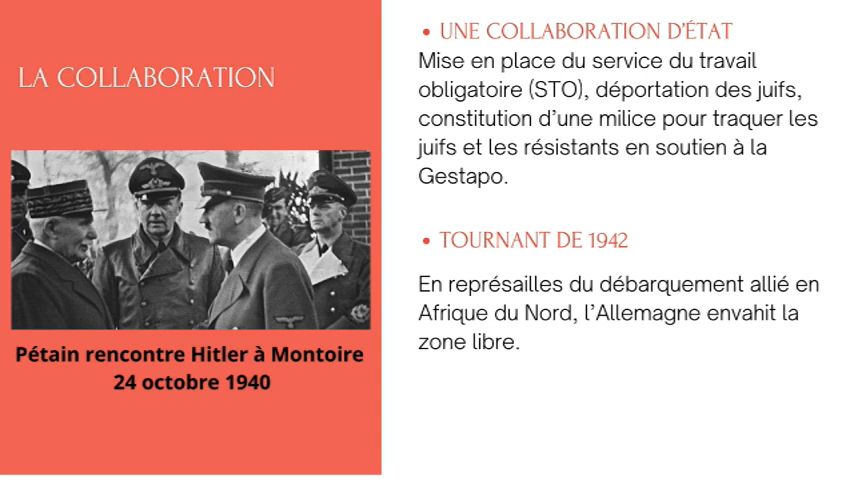 LA COLLABORATION
Pétain rencontre Hitler à Montoire
24 octobre 1940
• UNE COLLABORATION D'ÉTAT
Mise en place du service du travail
obligatoire (STO), déportation des juifs,
constitution d'une milice pour traquer les
juifs et les résistants en soutien à la
Gestapo.
• TOURNANT DE 1942
En représailles du débarquement allié en
Afrique du Nord, l'Allemagne envahit la
zone libre.